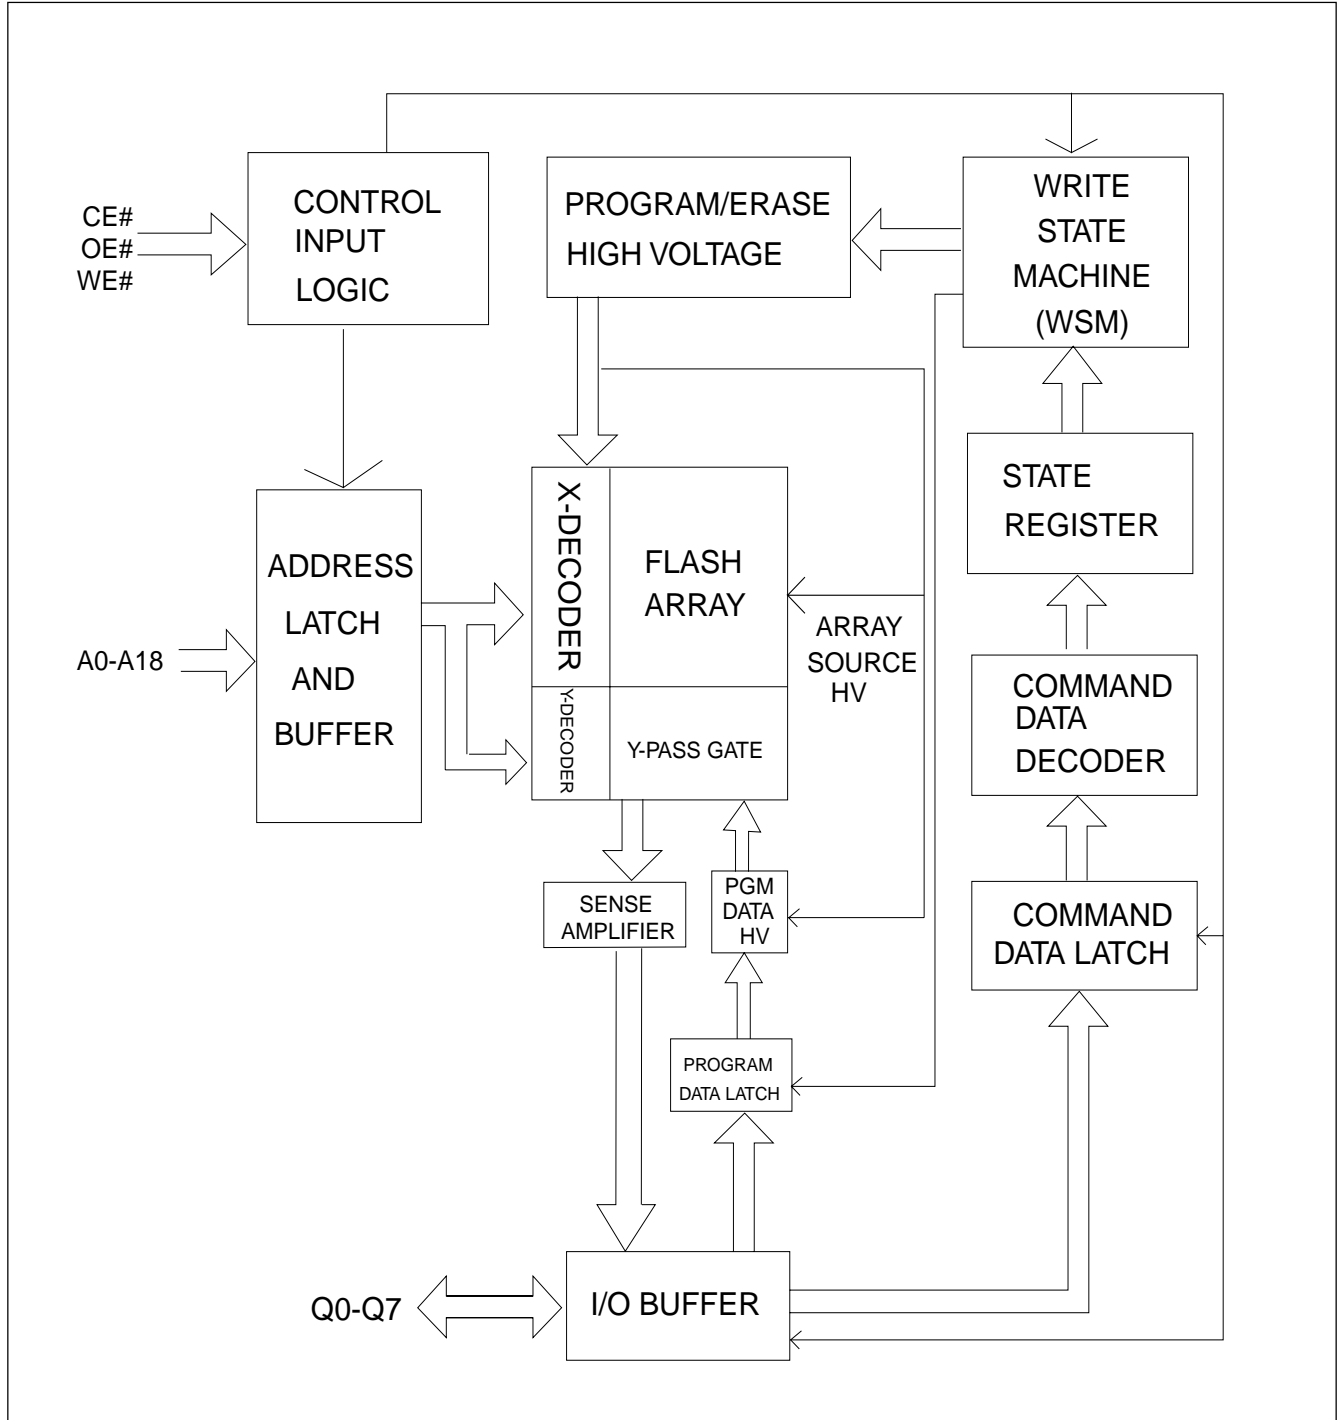 CE#
OE#
WE#
CONTROL
INPUT
LOGIC
PROGRAM/ERASE
HIGH VOLTAGE
WRITE
STATE
MACHINE
(WSM)
STATE
REGISTER
ADDRESS
LATCH
AND
BUFFER
A0-A18
X-DECODER
FLASH
ARRAY
ARRAY
SOURCE
HV
Y-DECODER
Y-PASS GATE
COMMAND
DATA
DECODER
SENSE
AMPLIFIER
PGM
DATA
HV
COMMAND
DATA LATCH
PROGRAM
DATA LATCH
Q0-Q7
I/O BUFFER